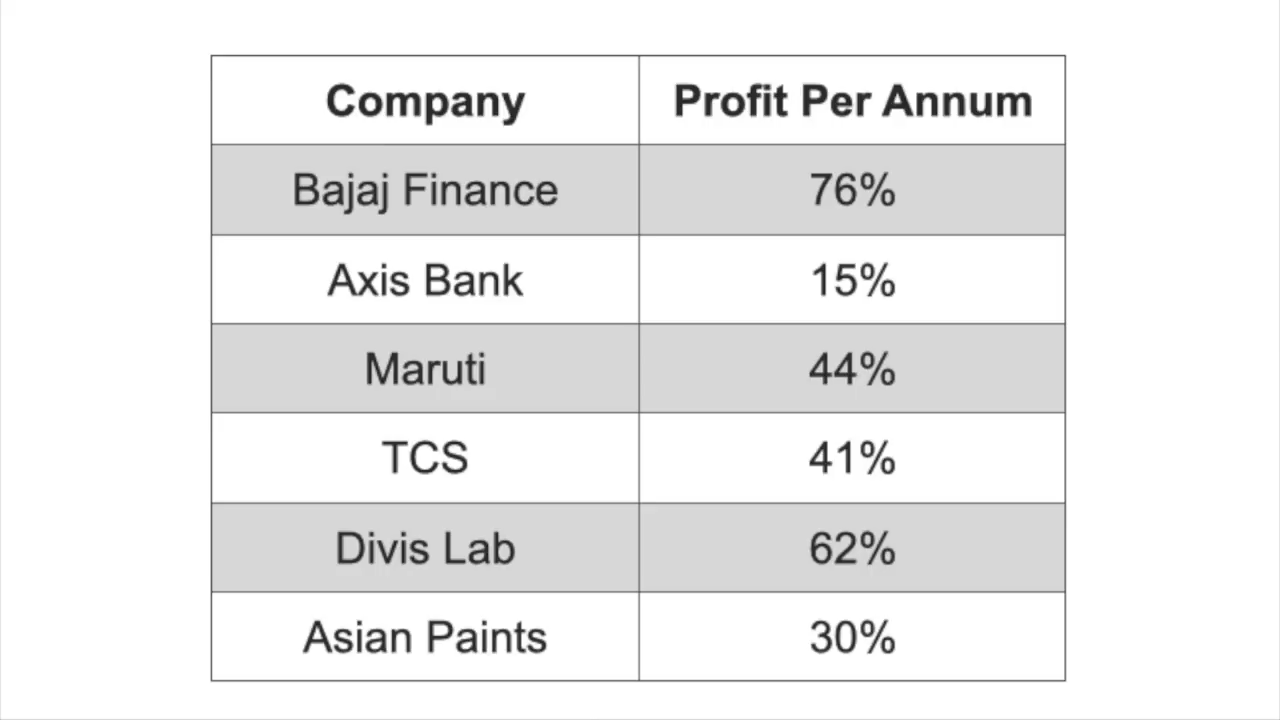 Company Profit Per Annum
Bajaj Finance 76%
Axis Bank 15%
Maruti 44%
TCS 41%
Divis Lab 62%
Asian Paints 30%